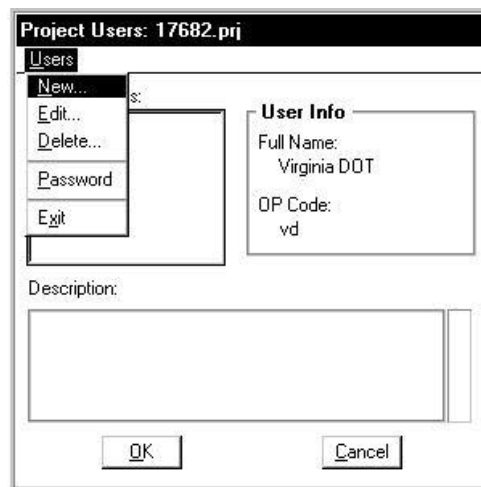 Project Users: 17682.prj
Users
New...
s:
Edit...
Delete...
Password
Exit
User Info
Full Name:
Virginia DOT
OP Code:
vd
Description:
OK
Cancel